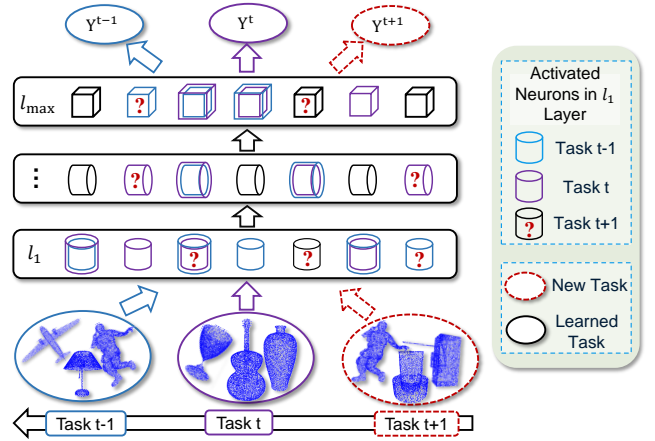 Y^{t-1} Y^t Y^{t+1}
l_max ? ?
⋮ ? ?
l_1 ? ? ?
Task t-1 Task t Task t+1
Activated
Neurons in l_1
Layer
Task t-1
Task t
? Task t+1
New Task
Learned
Task